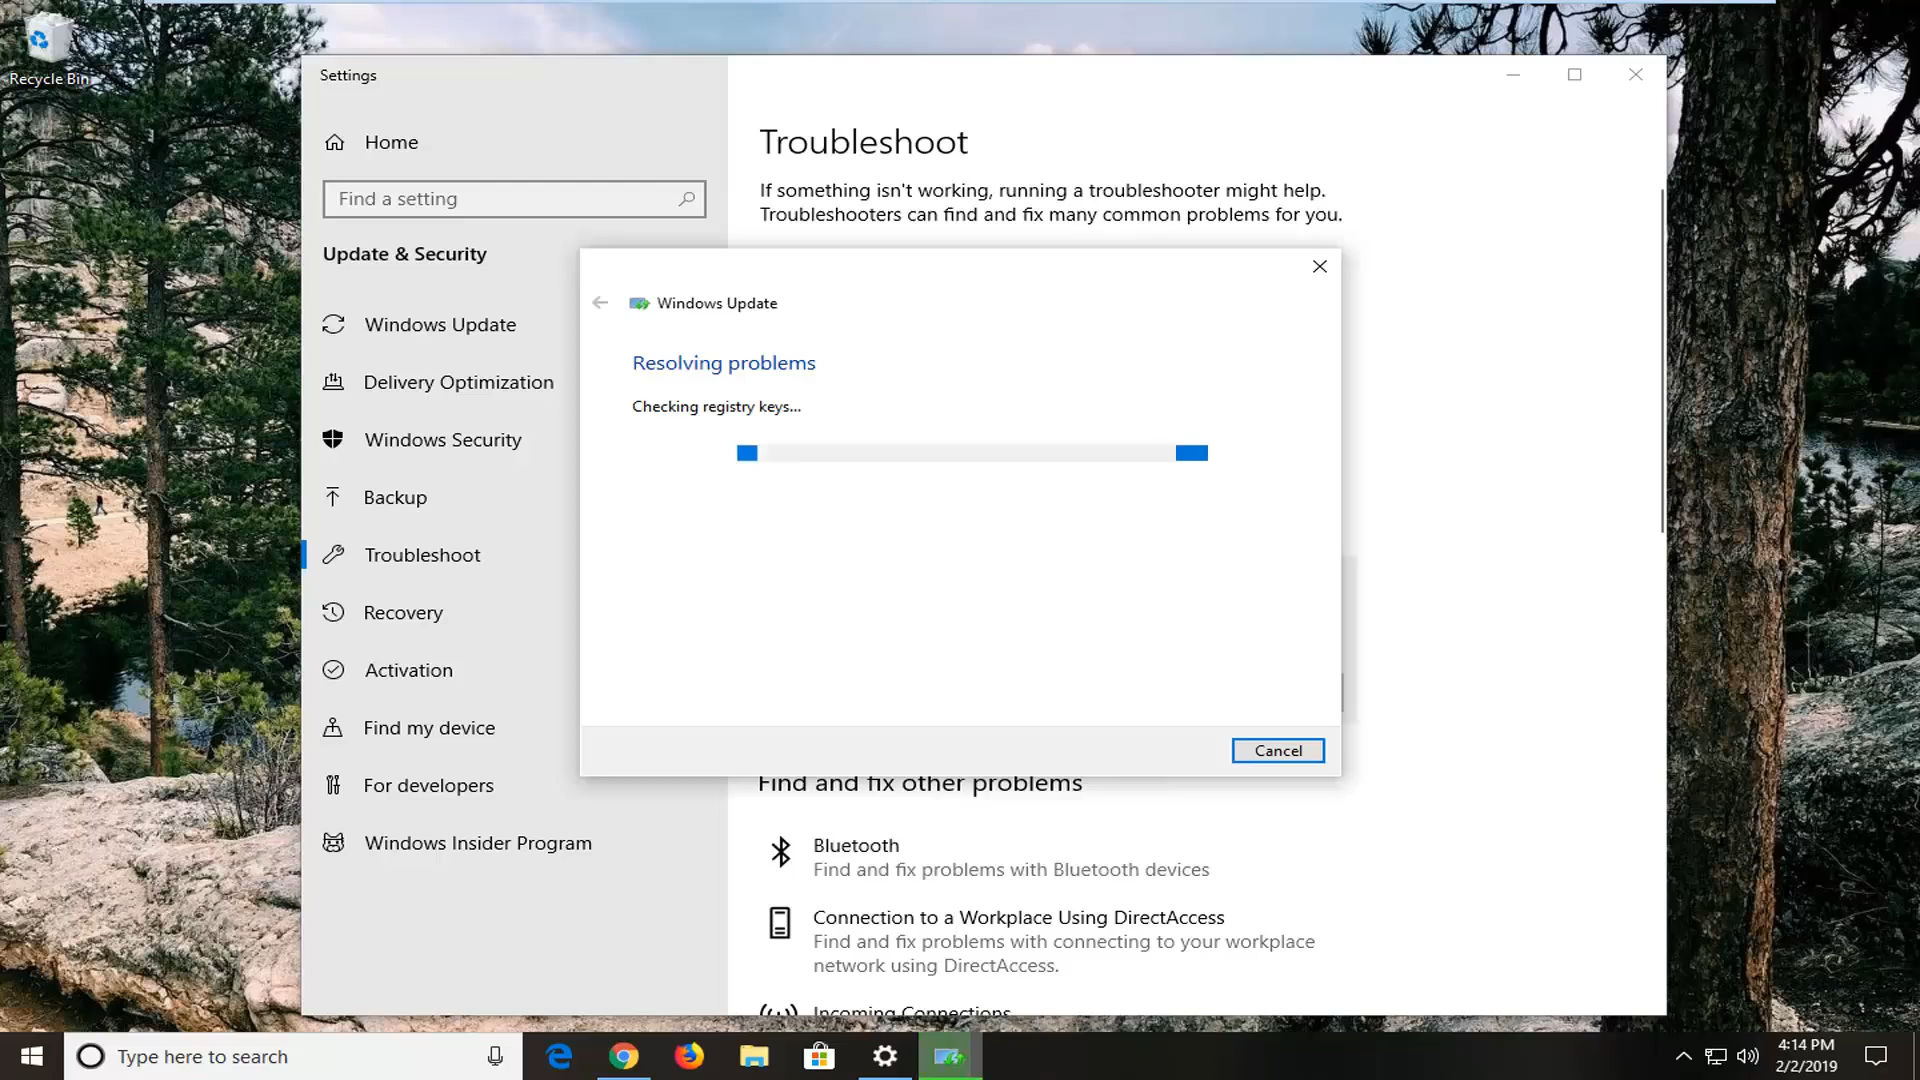 Recycle Bin
Settings
Home
Find a setting
Update & Security
Windows Update
Delivery Optimization
Windows Security
Backup
Troubleshoot
Recovery
Activation
Find my device
For developers
Windows Insider Program
Troubleshoot
If something isn't working, running a troubleshooter might help.
Troubleshooters can find and fix many common problems for you.
Windows Update
Resolving problems
Checking registry keys...
Cancel
Find and fix other problems
Bluetooth
Find and fix problems with Bluetooth devices
Connection to a Workplace Using DirectAccess
Find and fix problems with connecting to your workplace
network using DirectAccess.
Incoming Connections
Type here to search
4:14 PM
2/2/2019